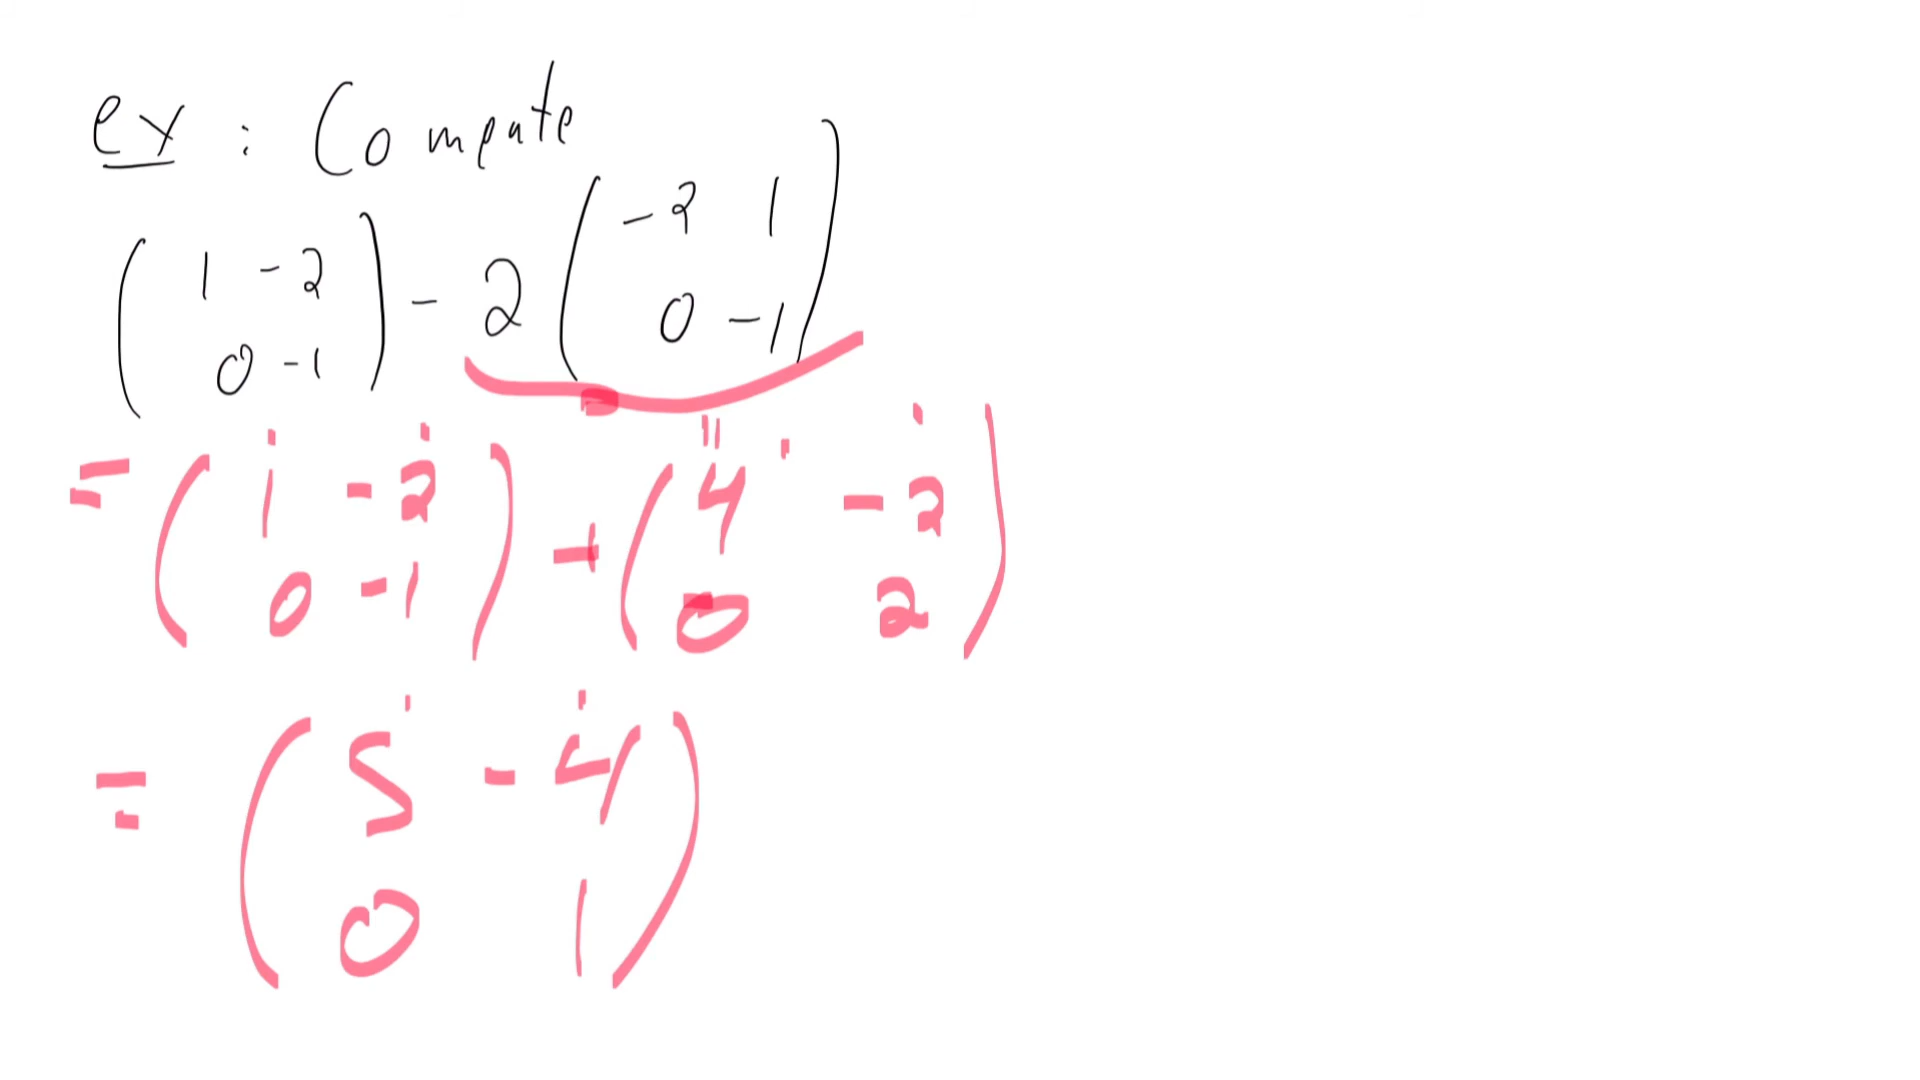 ex : Compute
( 1 -2 ) - 2 ( -2 1 )
( 0 -1 ) ( 0 -1 )
= ( 1 -2 ) + ( 4 -2 )
( 0 -1 ) ( 0 2 )
= ( 5 -4 )
( 0 1 )